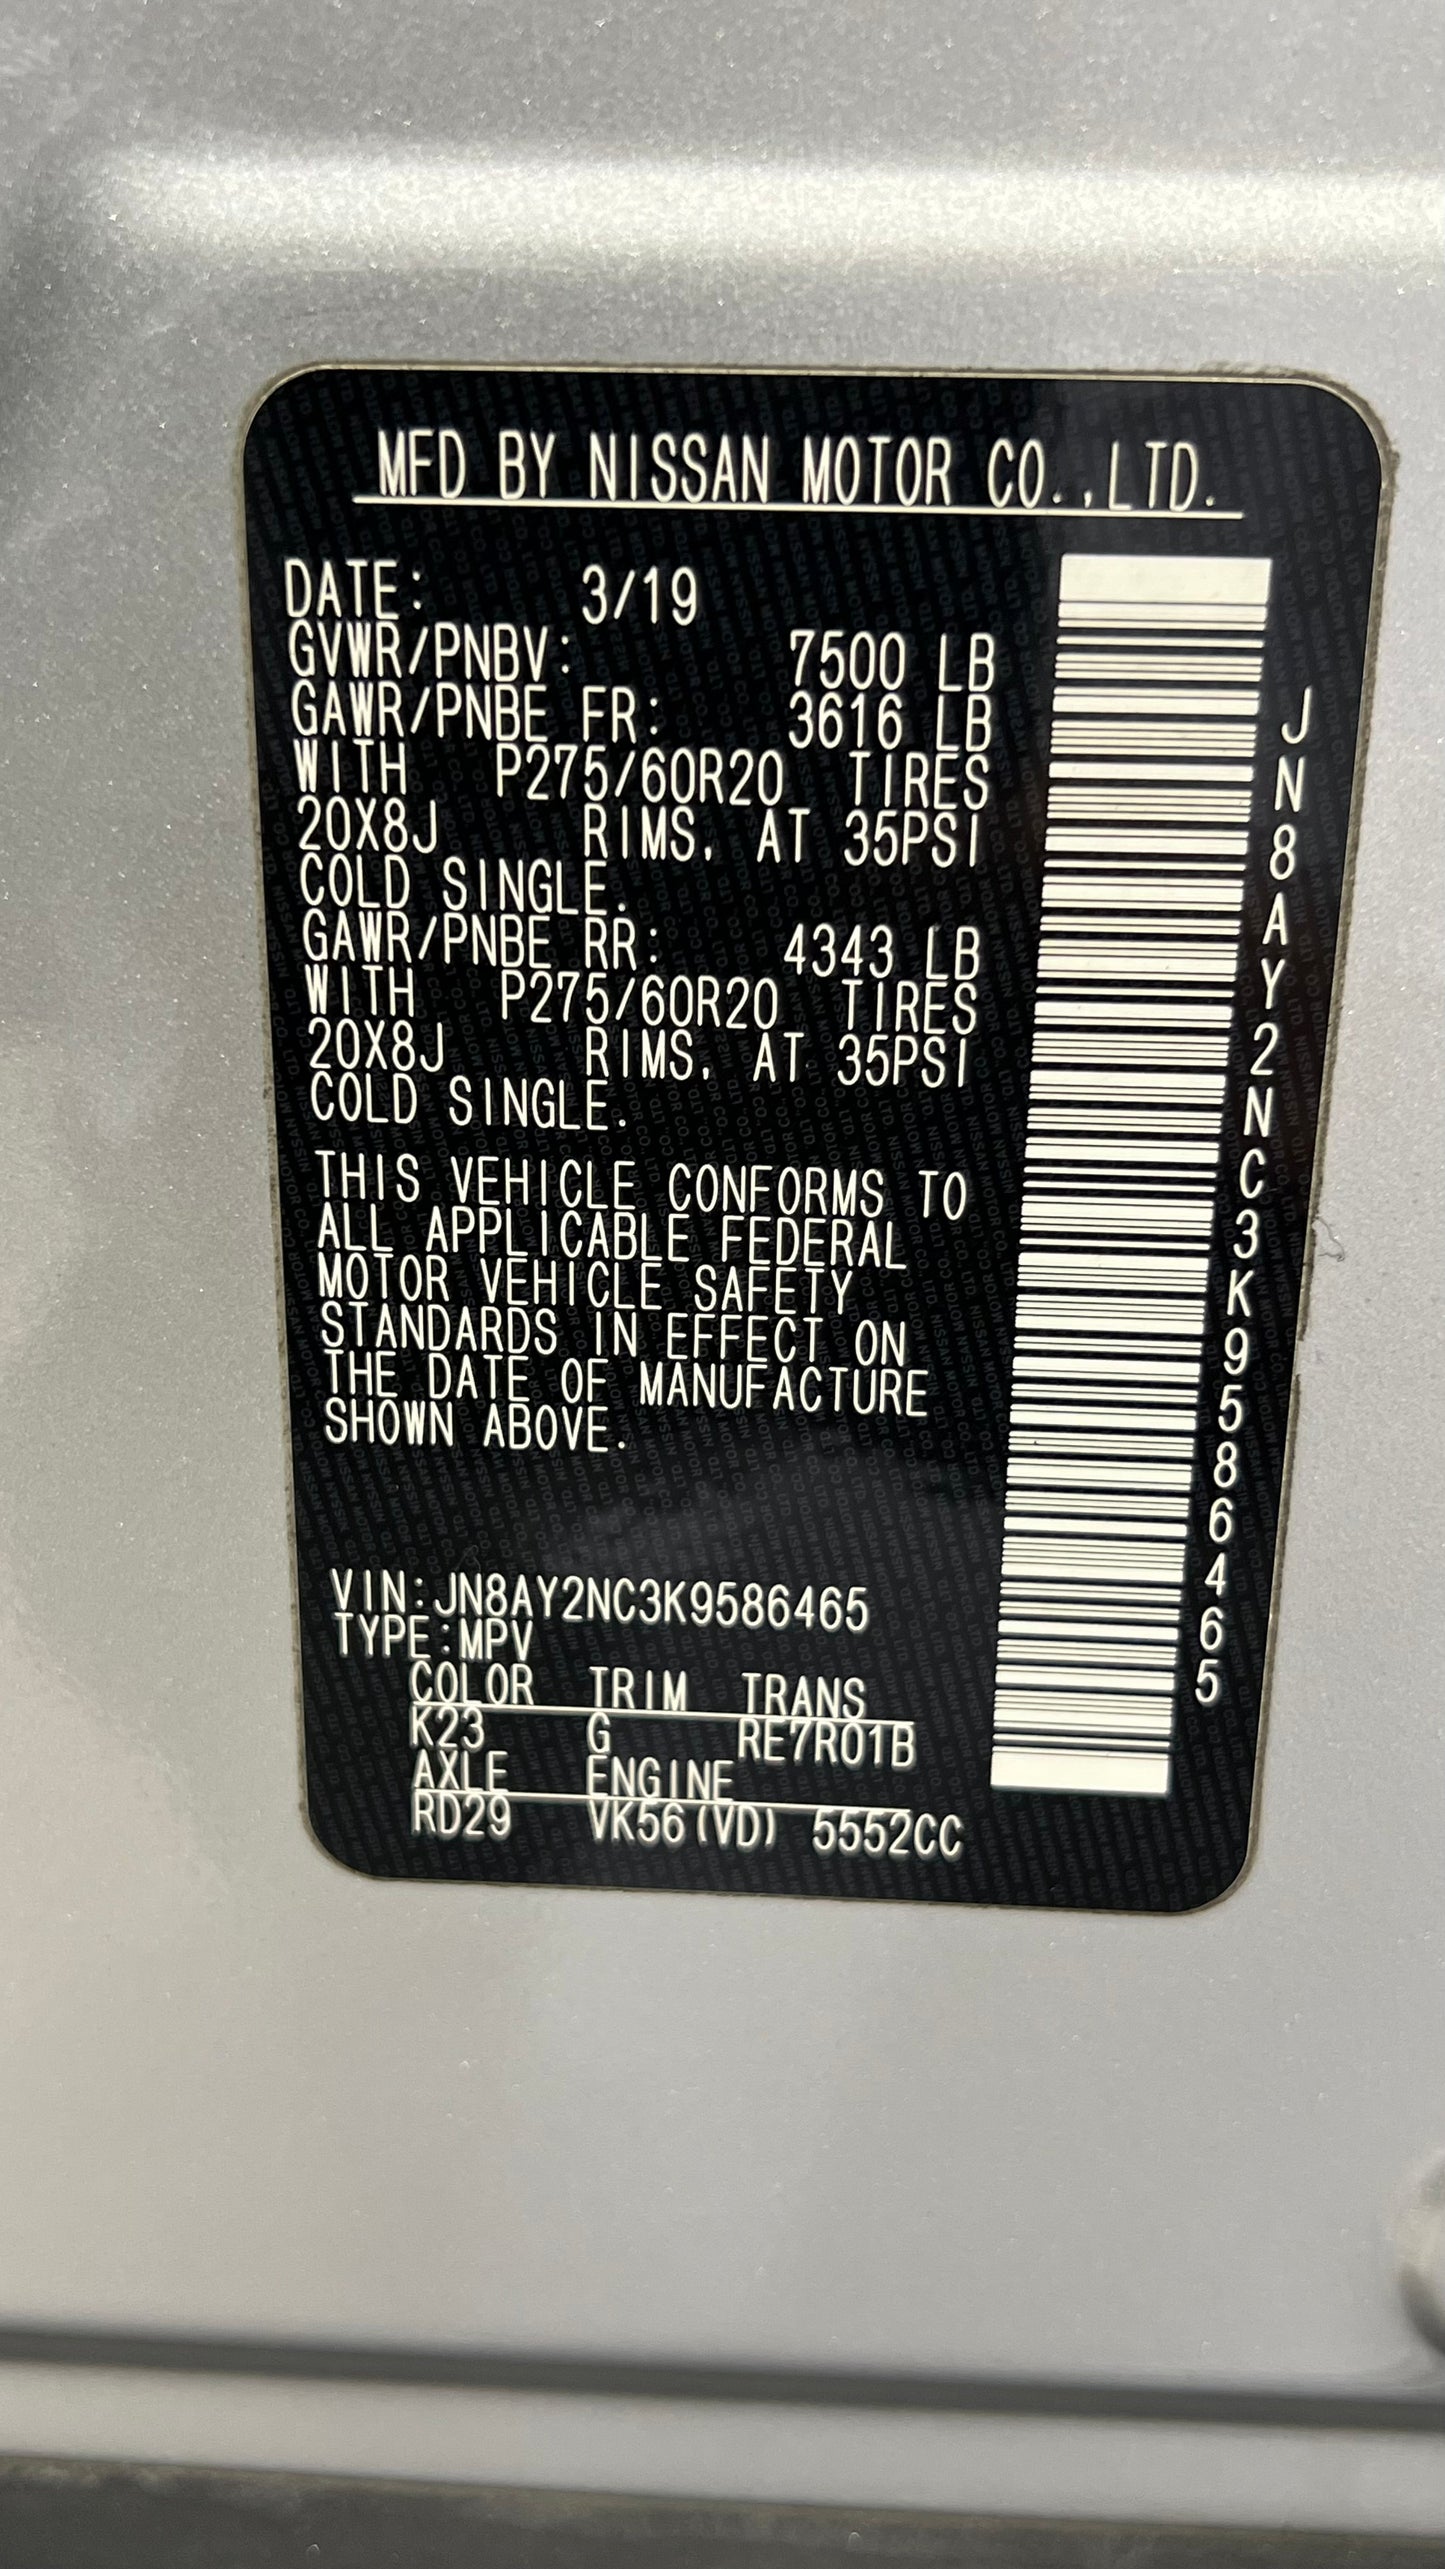 MFD BY NISSAN MOTOR CO.,LTD.
DATE: 3/19
GVWR/PNBV: 7500 LB
GAWR/PNBE FR: 3616 LB
WITH P275/60R20 TIRES
20X8J RIMS, AT 35PSI
COLD SINGLE.
GAWR/PNBE RR: 4343 LB
WITH P275/60R20 TIRES
20X8J RIMS, AT 35PSI
COLD SINGLE.
THIS VEHICLE CONFORMS TO
ALL APPLICABLE FEDERAL
MOTOR VEHICLE SAFETY
STANDARDS IN EFFECT ON
THE DATE OF MANUFACTURE
SHOWN ABOVE.
VIN:JN8AY2NC3K9586465
TYPE:MPV
COLOR TRIM TRANS
K23 G RE7R01B
AXLE ENGINE
RD29 VK56(VD) 5552CC
JN8AY2NC3K9586465